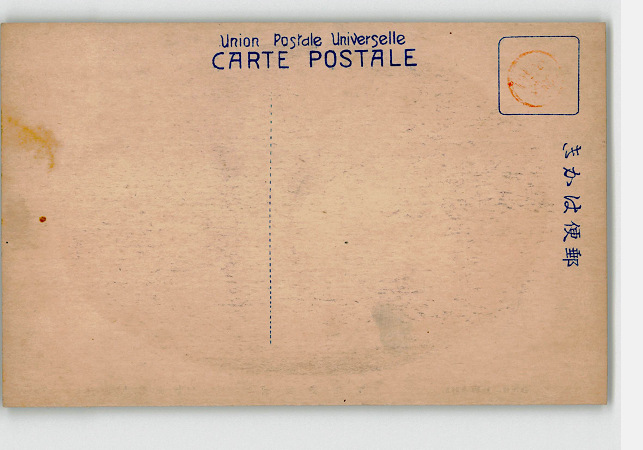 Union Postale Universelle
CARTE POSTALE
郵便はかき